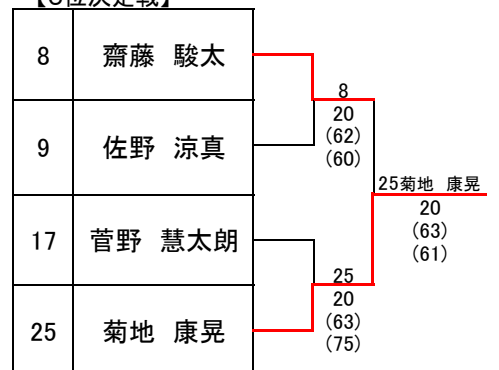 位決定戦】
8 齋藤 駿太
8
20
(62)
(60)
9 佐野 涼真
25菊地 康晃
20
(63)
(61)
17 菅野 慧太朗
25
20
(63)
(75)
25 菊地 康晃